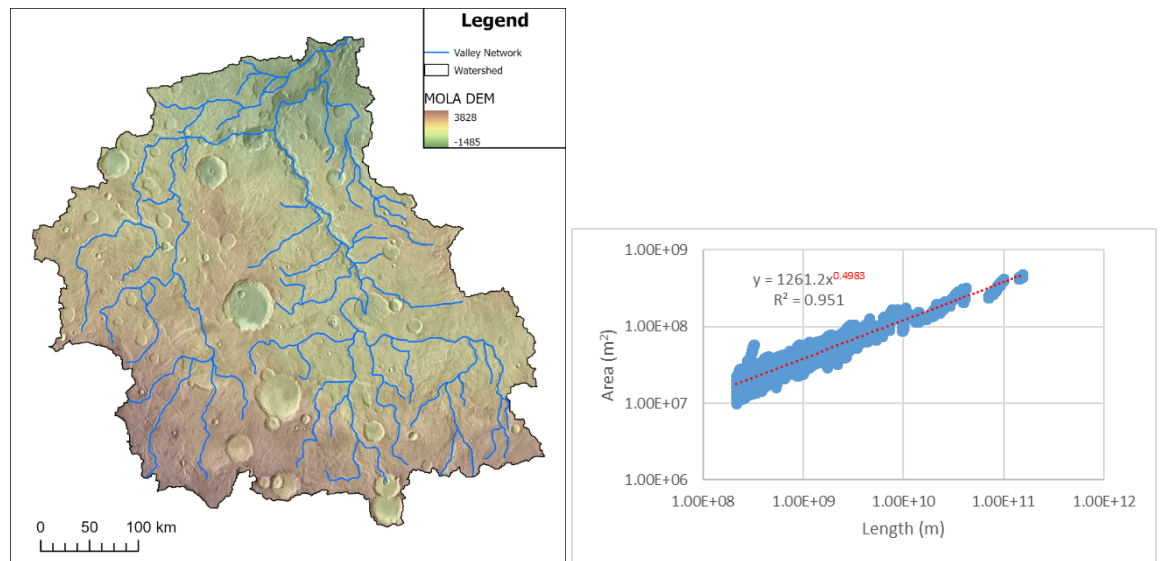 Legend
Valley Network
Watershed
MOLA DEM
3828
-1485
0 50 100 km
1.00E+09
1.00E+08
1.00E+07
1.00E+06
Area (m²)
y = 1261.2x^0.4983
R² = 0.951
1.00E+08 1.00E+09 1.00E+10 1.00E+11 1.00E+12
Length (m)